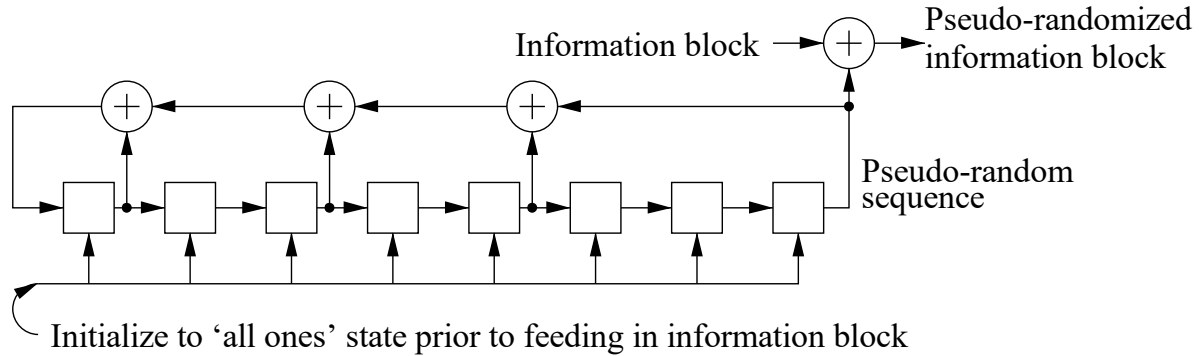 Pseudo-randomized
Information block
information block
Pseudo-random
sequence
Initialize to ‘all ones’ state prior to feeding in information block